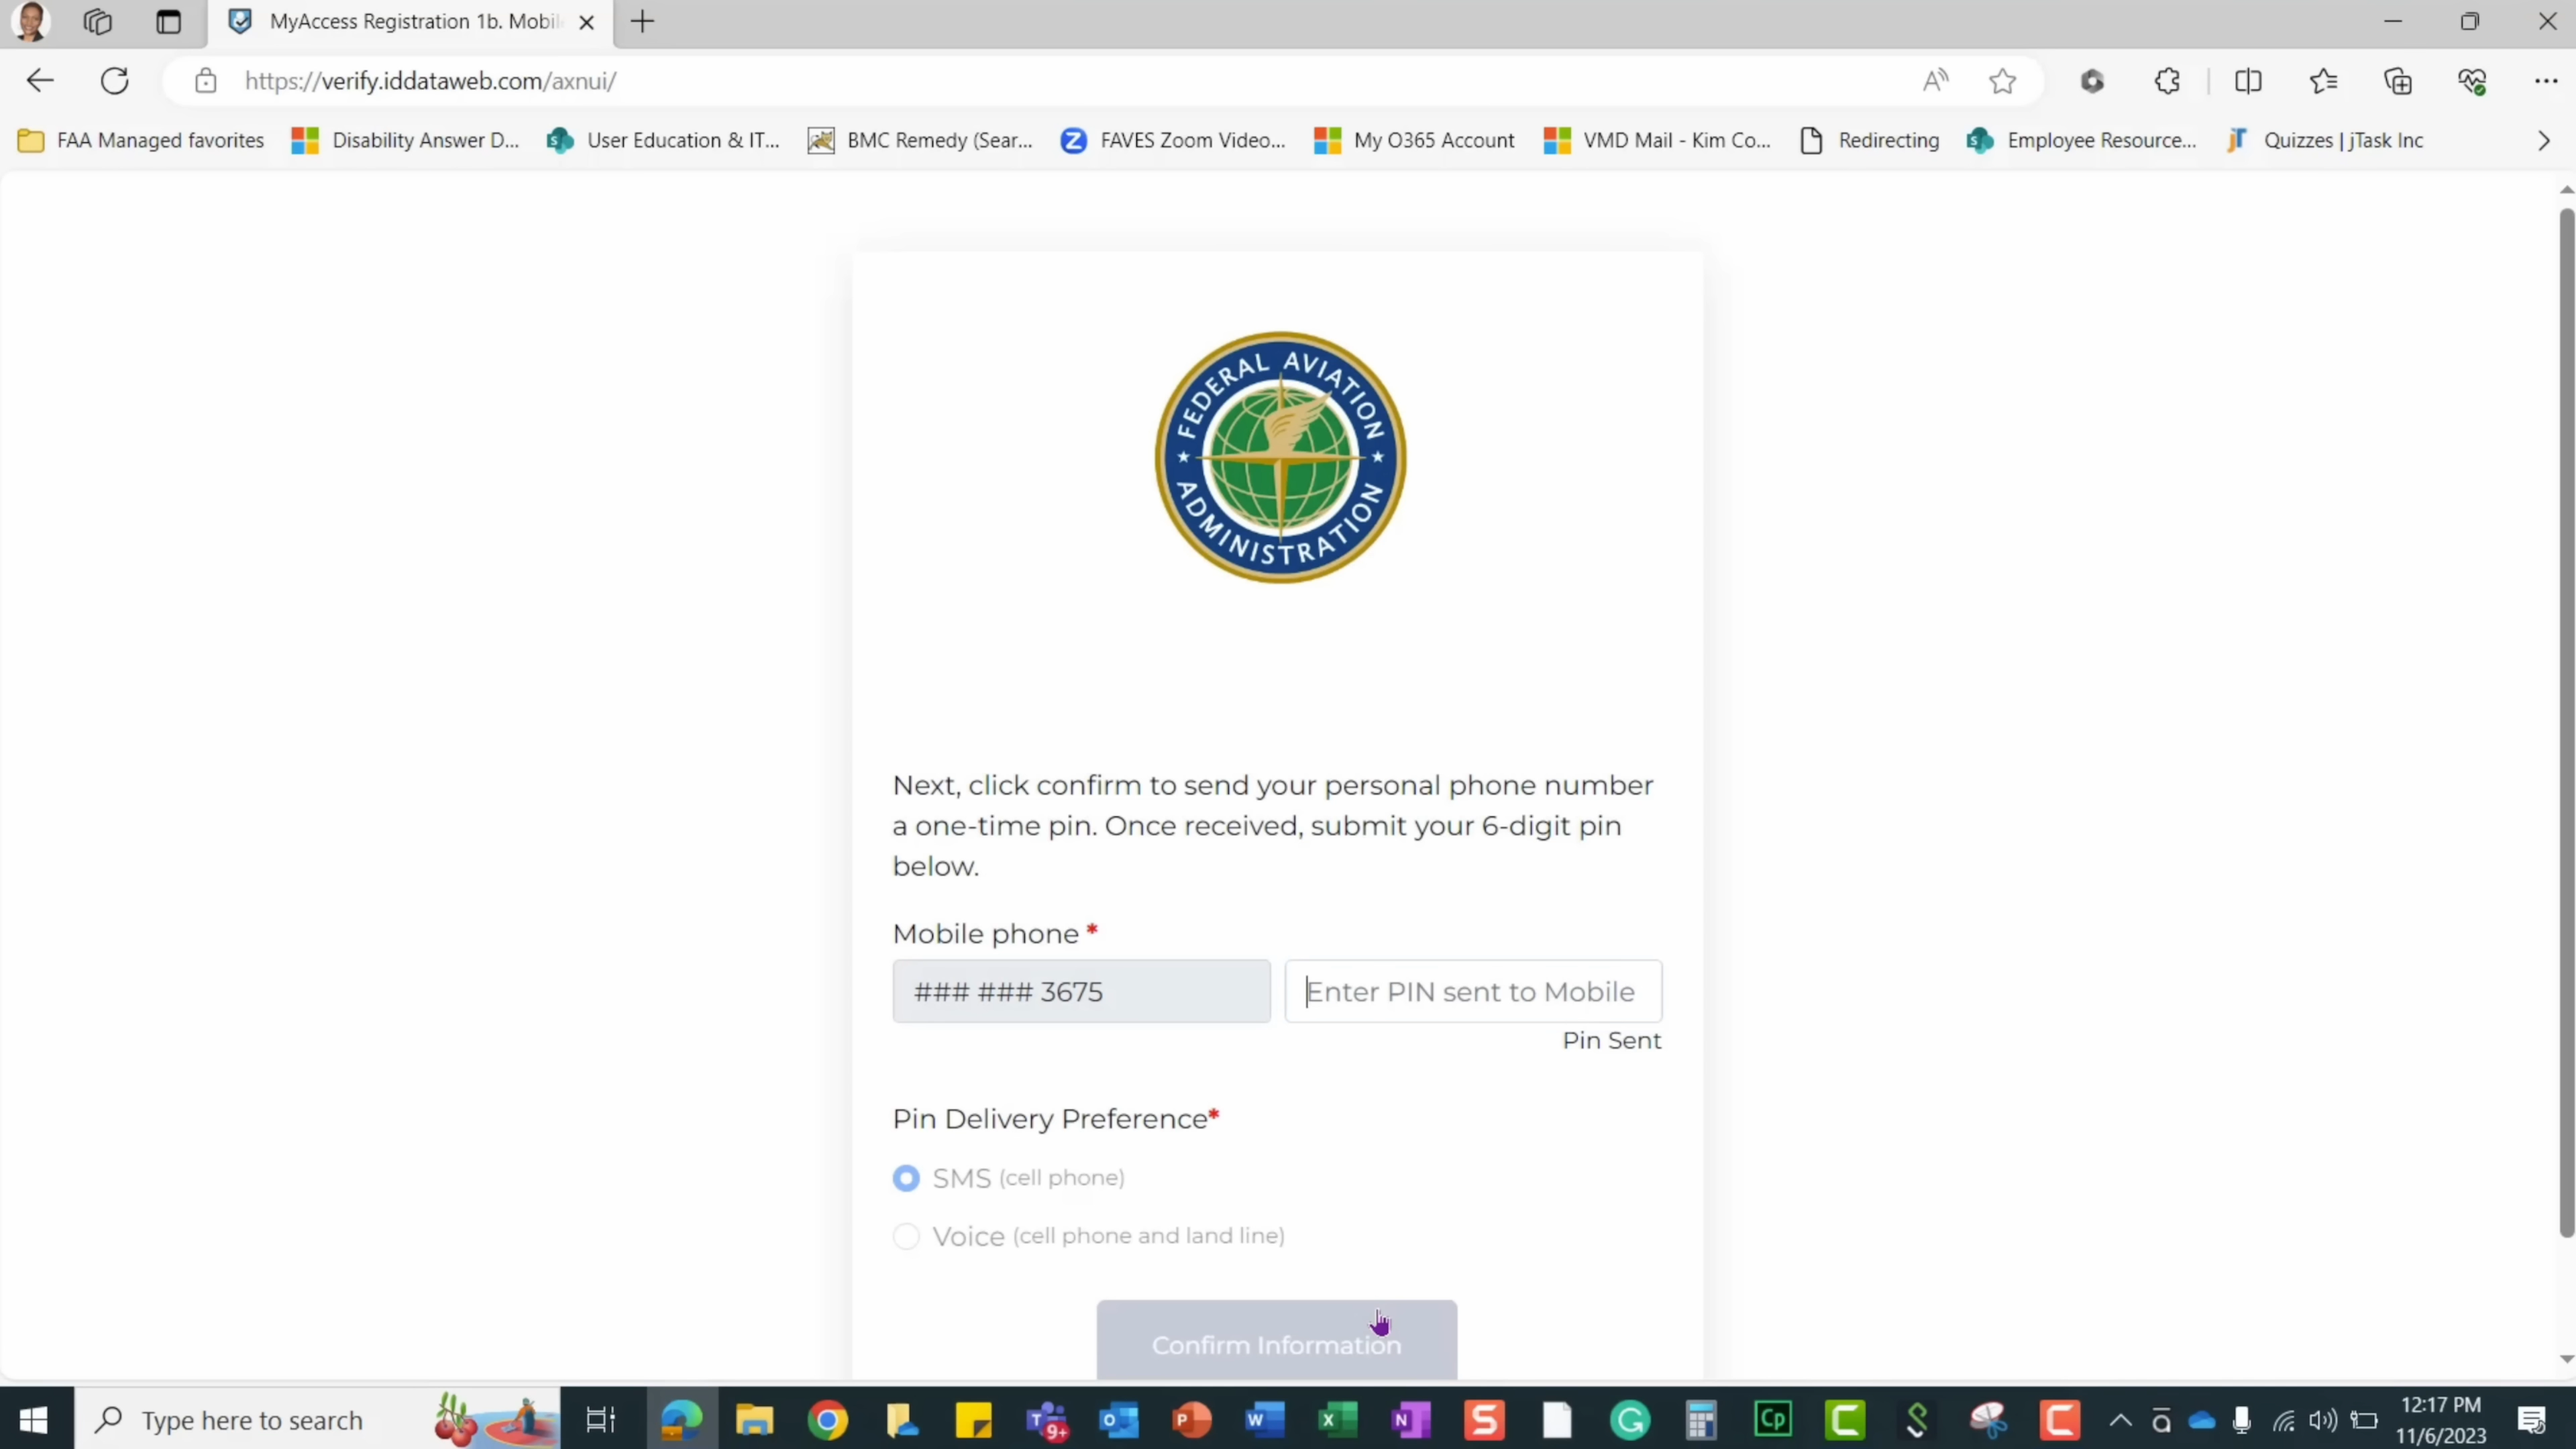 MyAccess Registration 1b. Mobil
https://verify.iddataweb.com/axnui/
FAA Managed favorites
Disability Answer D...
User Education & IT...
BMC Remedy (Sear...
FAVES Zoom Video...
My O365 Account
VMD Mail - Kim Co...
Redirecting
Employee Resource...
Quizzes | jTask Inc
FEDERAL AVIATION
ADMINISTRATION
Next, click confirm to send your personal phone number
a one-time pin. Once received, submit your 6-digit pin
below.
Mobile phone *
### ### 3675
Enter PIN sent to Mobile
Pin Sent
Pin Delivery Preference*
SMS (cell phone)
Voice (cell phone and land line)
Confirm Information
Type here to search
9+
12:17 PM
11/6/2023